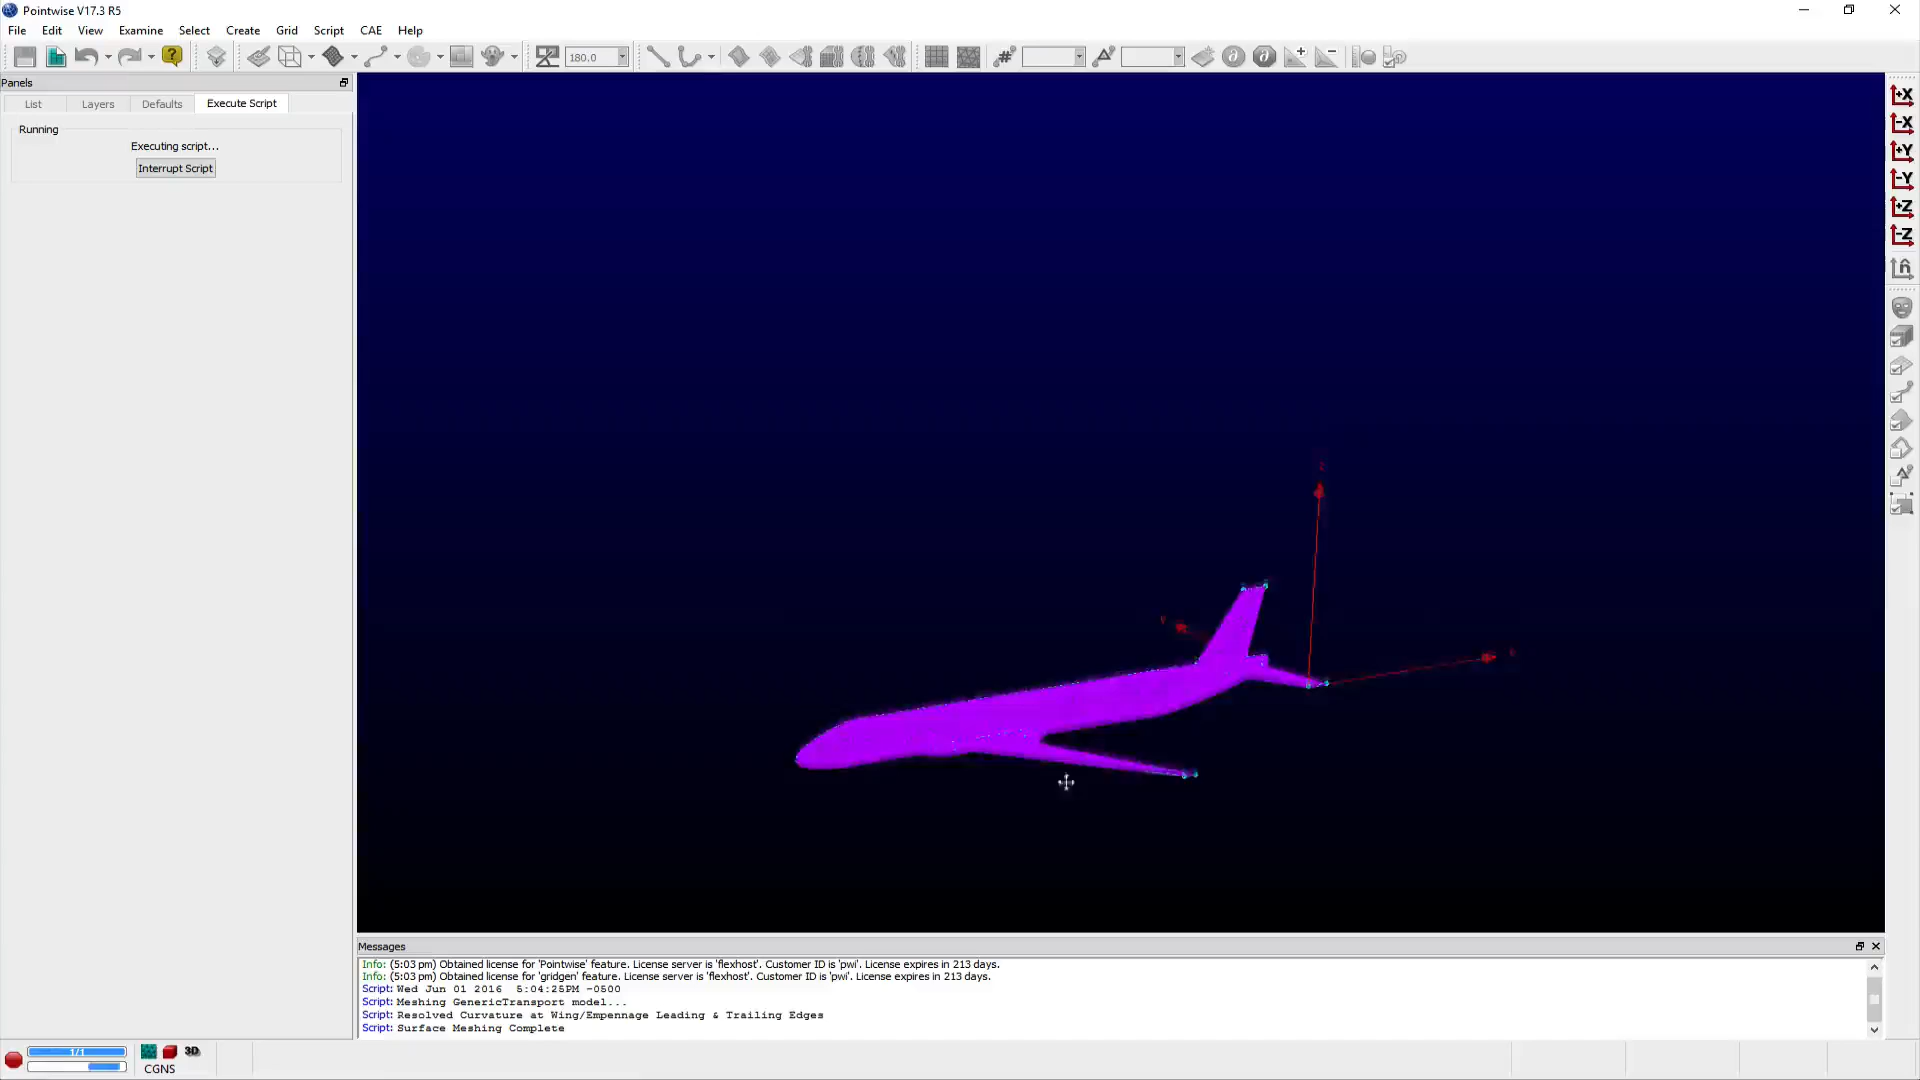 Pointwise V17.3 R5
File Edit View Examine Select Create Grid Script CAE Help
180.0
Panels
List Layers Defaults Execute Script
Running
Executing script...
Interrupt Script
+X
-X
+Y
-Y
+Z
-Z
n̂
Messages
Info: (5:03 pm) Obtained license for 'Pointwise' feature. License server is 'flexhost'. Customer ID is 'pwi'. License expires in 213 days.
Info: (5:03 pm) Obtained license for 'gridgen' feature. License server is 'flexhost'. Customer ID is 'pwi'. License expires in 213 days.
Script: Wed Jun 01 2016 5:04:25PM -0500
Script: Meshing GenericTransport model...
Script: Resolved Curvature at Wing/Empennage Leading & Trailing Edges
Script: Surface Meshing Complete
1/1
3D
CGNS